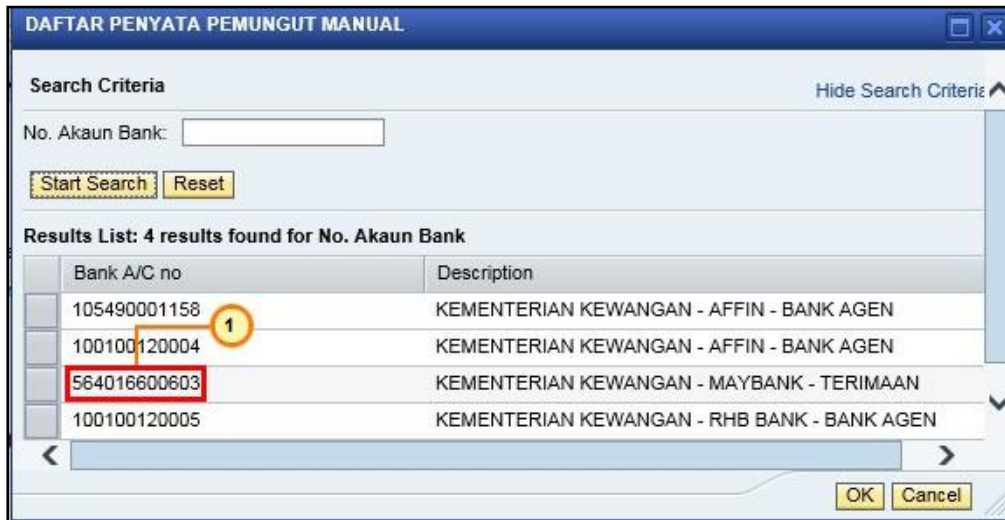 DAFTAR PENYATA PEMUNGUT MANUAL
Search Criteria Hide Search Criteria
No. Akaun Bank:
Start Search Reset
Results List: 4 results found for No. Akaun Bank
Bank A/C no Description
105490001158 KEMENTERIAN KEWANGAN - AFFIN - BANK AGEN
1
100100120004 KEMENTERIAN KEWANGAN - AFFIN - BANK AGEN
564016600603 KEMENTERIAN KEWANGAN - MAYBANK - TERIMAAN
100100120005 KEMENTERIAN KEWANGAN - RHB BANK - BANK AGEN
OK Cancel